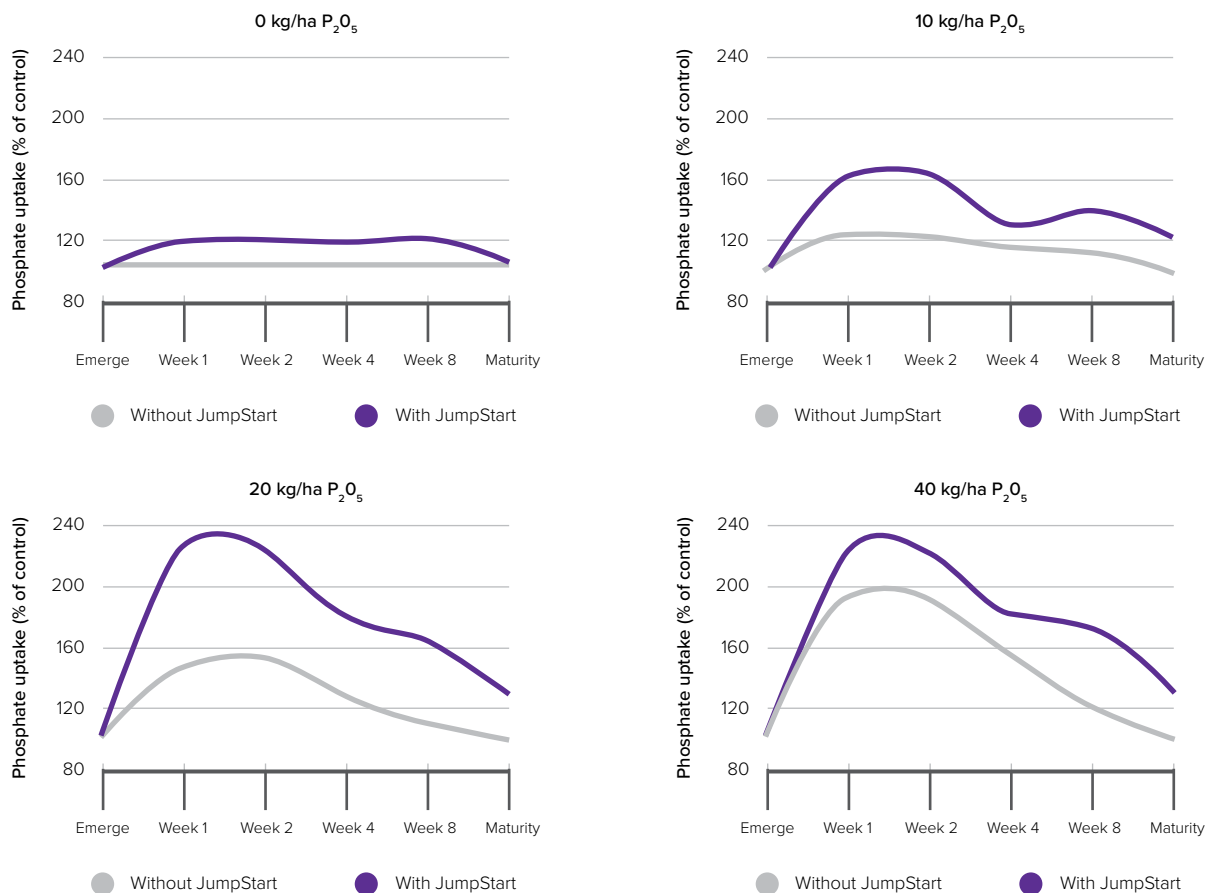 0 kg/ha P₂0₅
Phosphate uptake (% of control)
240
200
160
120
80
Emerge Week 1 Week 2 Week 4 Week 8 Maturity
Without JumpStart With JumpStart
10 kg/ha P₂0₅
Phosphate uptake (% of control)
240
200
160
120
80
Emerge Week 1 Week 2 Week 4 Week 8 Maturity
Without JumpStart With JumpStart
20 kg/ha P₂0₅
Phosphate uptake (% of control)
240
200
160
120
80
Emerge Week 1 Week 2 Week 4 Week 8 Maturity
Without JumpStart With JumpStart
40 kg/ha P₂0₅
Phosphate uptake (% of control)
240
200
160
120
80
Emerge Week 1 Week 2 Week 4 Week 8 Maturity
Without JumpStart With JumpStart